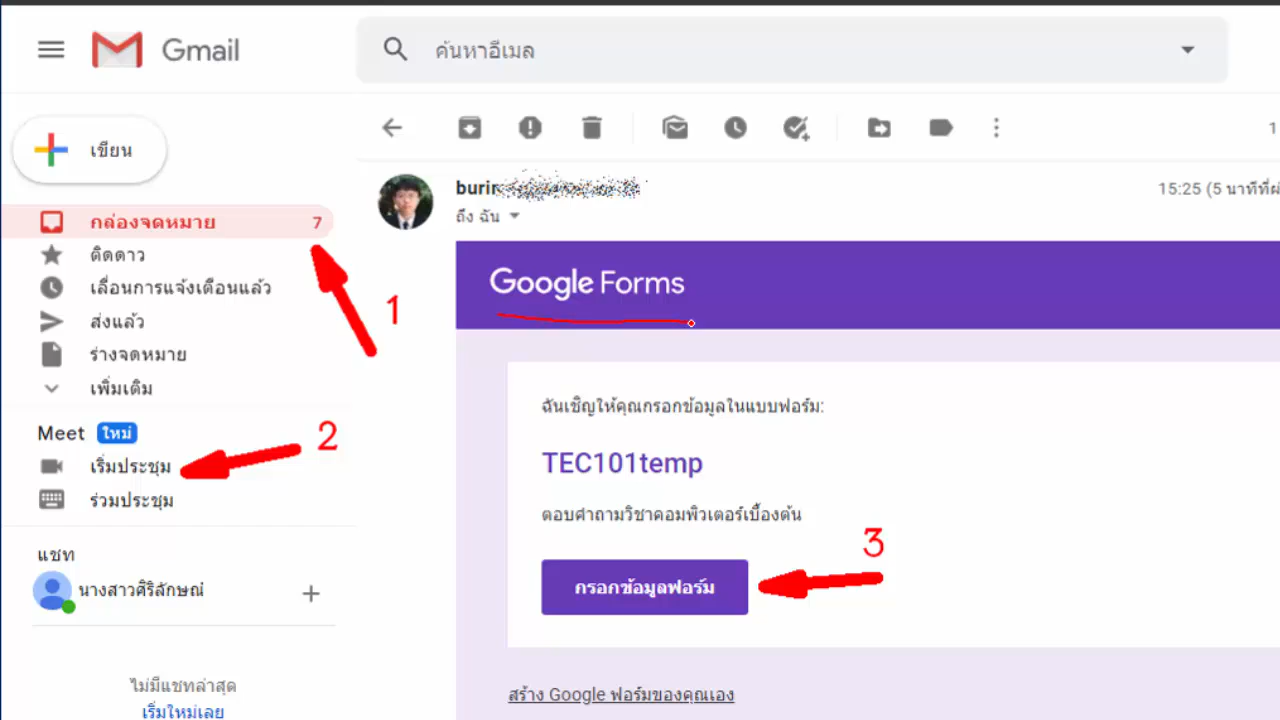 Gmail
ค้นหาอีเมล
เขียน
กล่องจดหมาย 7
ติดดาว
เลื่อนการแจ้งเตือนแล้ว
ส่งแล้ว
ร่างจดหมาย
เพิ่มเติม
1
Meet ใหม่
เริ่มประชุม
ร่วมประชุม
2
แชท
นางสาวศิริลักษณ์
ไม่มีแชทล่าสุด
เริ่มใหม่เลย
1
15:25 (5 นาทีที่ผ่
ถึง ฉัน
Google Forms
ฉันเชิญให้คุณกรอกข้อมูลในแบบฟอร์ม:
TEC101temp
ตอบคำถามวิชาคอมพิวเตอร์เบื้องต้น
กรอกข้อมูลฟอร์ม
3
สร้าง Google ฟอร์มของคุณเอง